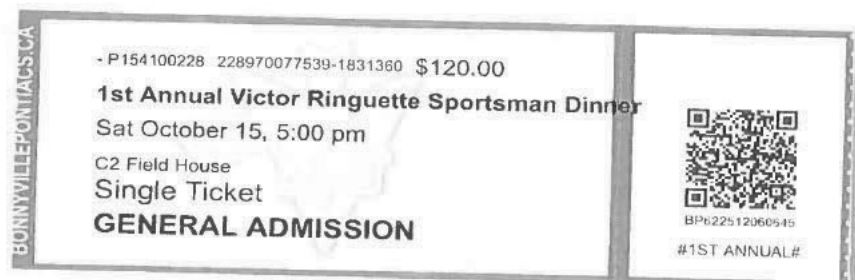 BONNYVILLEPONTIACS.CA
- P154100228 228970077539-1831360 $120.00
1st Annual Victor Ringuette Sportsman Dinner
Sat October 15, 5:00 pm
C2 Field House
Single Ticket
GENERAL ADMISSION
BP622512060645
#1ST ANNUAL#